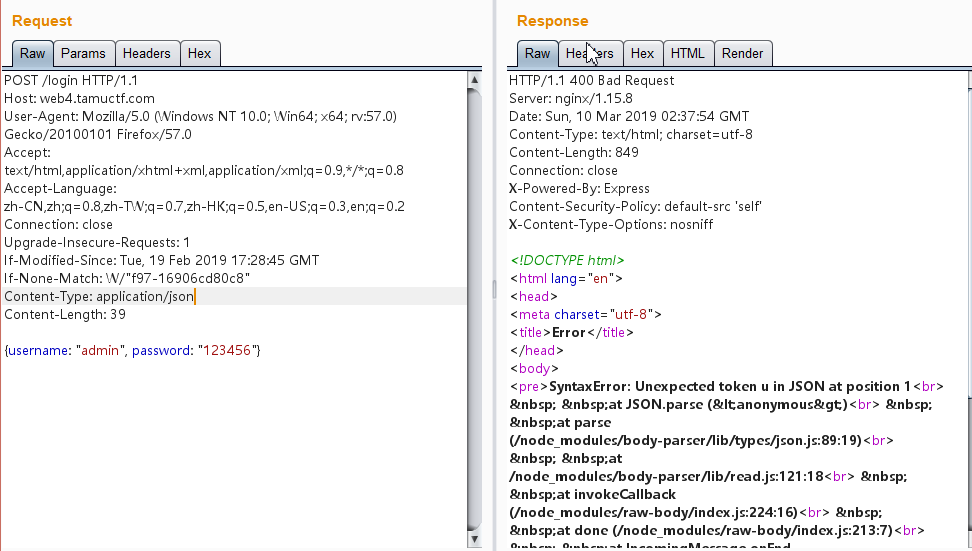 Request
Response
Raw Params Headers Hex
Raw Headers Hex HTML Render
POST /login HTTP/1.1
Host: web4.tamuctf.com
User-Agent: Mozilla/5.0 (Windows NT 10.0; Win64; x64; rv:57.0)
Gecko/20100101 Firefox/57.0
Accept:
text/html,application/xhtml+xml,application/xml;q=0.9,*/*;q=0.8
Accept-Language:
zh-CN,zh;q=0.8,zh-TW;q=0.7,zh-HK;q=0.5,en-US;q=0.3,en;q=0.2
Connection: close
Upgrade-Insecure-Requests: 1
If-Modified-Since: Tue, 19 Feb 2019 17:28:45 GMT
If-None-Match: W/"f97-16906cd80c8"
Content-Type: application/json
Content-Length: 39
{username: "admin", password: "123456"}
HTTP/1.1 400 Bad Request
Server: nginx/1.15.8
Date: Sun, 10 Mar 2019 02:37:54 GMT
Content-Type: text/html; charset=utf-8
Content-Length: 849
Connection: close
X-Powered-By: Express
Content-Security-Policy: default-src 'self'
X-Content-Type-Options: nosniff
<!DOCTYPE html>
<html lang="en">
<head>
<meta charset="utf-8">
<title>Error</title>
</head>
<body>
<pre>SyntaxError: Unexpected token u in JSON at position 1<br>
&nbsp; &nbsp;at JSON.parse (&lt;anonymous&gt;)<br> &nbsp;
&nbsp;at parse
(/node_modules/body-parser/lib/types/json.js:89:19)<br>
&nbsp; &nbsp;at
/node_modules/body-parser/lib/read.js:121:18<br> &nbsp;
&nbsp;at invokeCallback
(/node_modules/raw-body/index.js:224:16)<br> &nbsp;
&nbsp;at done (/node_modules/raw-body/index.js:213:7)<br>
&nbsp; &nbsp;at IncomingMessage.onEnd